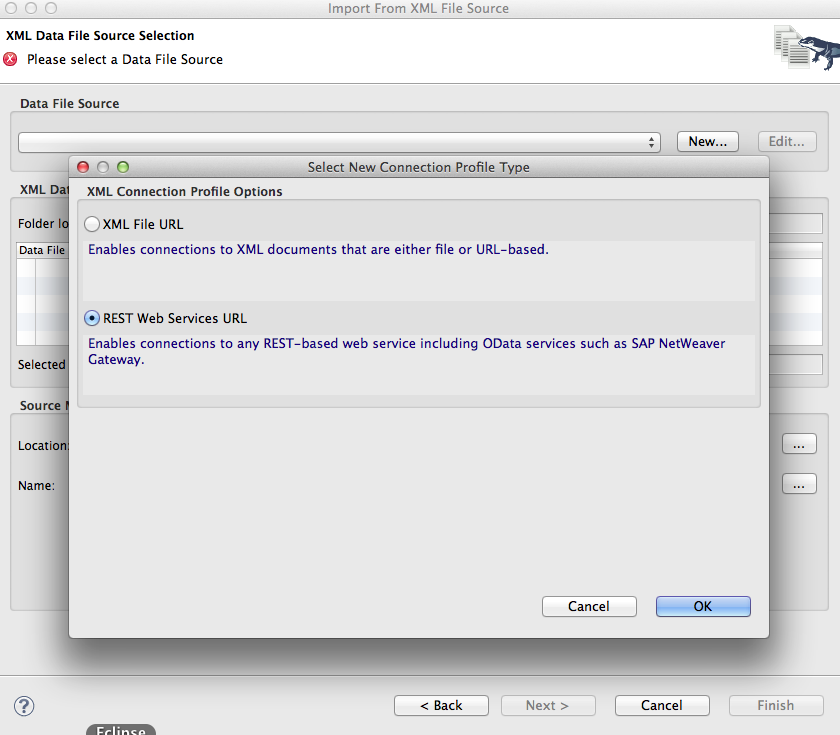 Import From XML File Source
XML Data File Source Selection
Please select a Data File Source
Data File Source
New...
Edit...
Select New Connection Profile Type
XML Connection Profile Options
XML File URL
Enables connections to XML documents that are either file or URL-based.
REST Web Services URL
Enables connections to any REST-based web service including OData services such as SAP NetWeaver
Gateway.
Cancel
OK
XML Dat
Folder lo
Data File
Selected
Source
Location:
...
Name:
...
?
< Back
Next >
Cancel
Finish
Eclipse